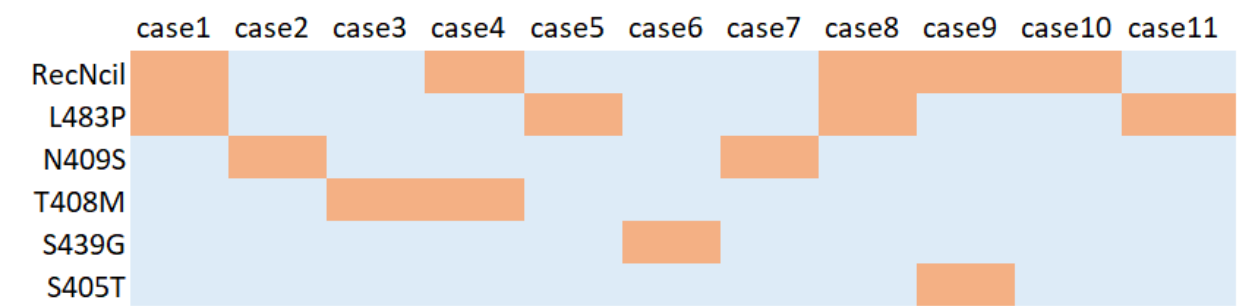 case1 case2 case3 case4 case5 case6 case7 case8 case9 case10 case11
RecNcil
L483P
N409S
T408M
S439G
S405T